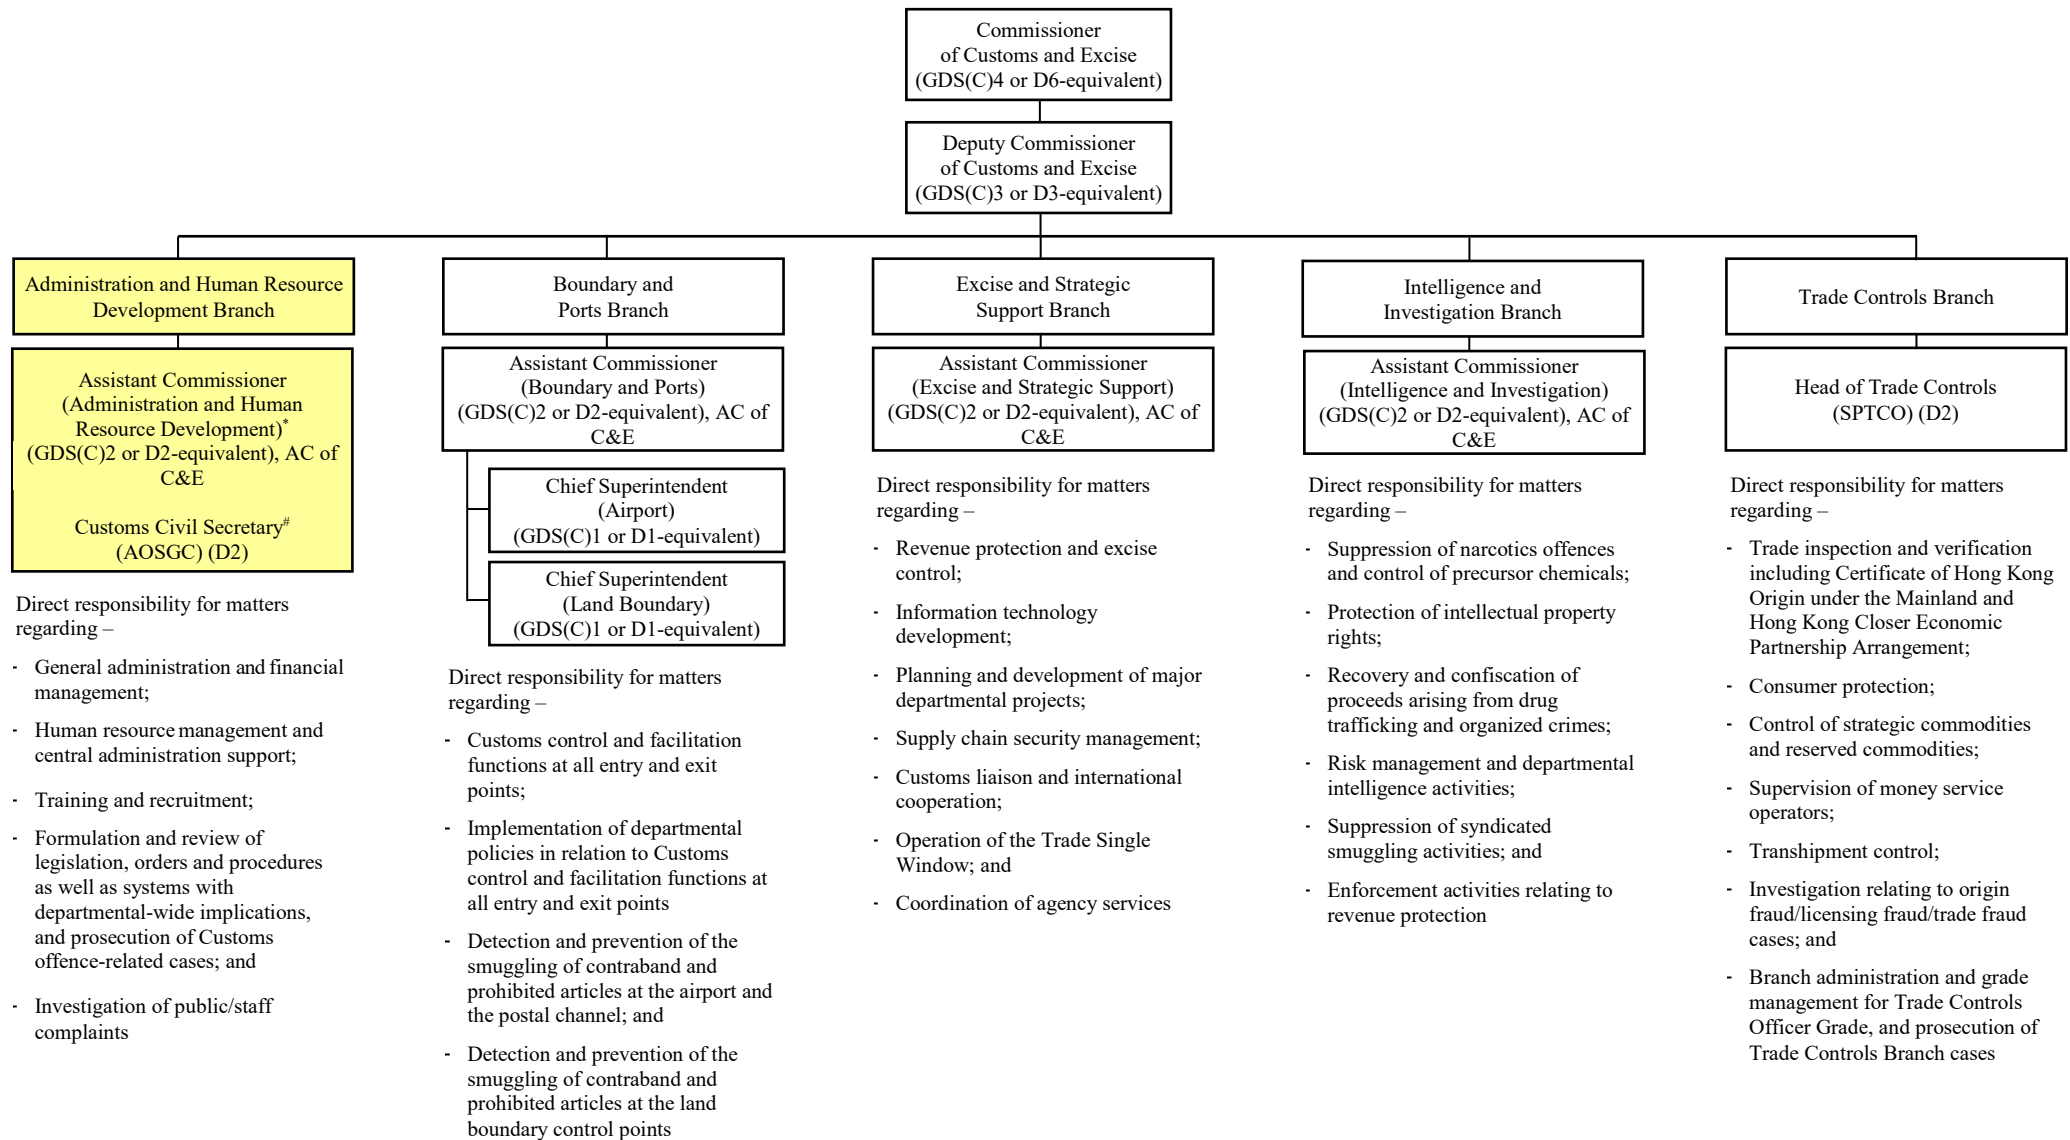 Commissioner
of Customs and Excise
(GDS(C)4 or D6-equivalent)
Deputy Commissioner
of Customs and Excise
(GDS(C)3 or D3-equivalent)
Administration and Human Resource
Development Branch
Assistant Commissioner
(Administration and Human
Resource Development)*
(GDS(C)2 or D2-equivalent), AC of
C&E
Customs Civil Secretary#
(AOSGC) (D2)
Direct responsibility for matters
regarding –
- General administration and financial
management;
- Human resource management and
central administration support;
- Training and recruitment;
- Formulation and review of
legislation, orders and procedures
as well as systems with
departmental-wide implications,
and prosecution of Customs
offence-related cases; and
- Investigation of public/staff
complaints
Boundary and
Ports Branch
Assistant Commissioner
(Boundary and Ports)
(GDS(C)2 or D2-equivalent), AC of
C&E
Chief Superintendent
(Airport)
(GDS(C)1 or D1-equivalent)
Chief Superintendent
(Land Boundary)
(GDS(C)1 or D1-equivalent)
Direct responsibility for matters
regarding –
- Customs control and facilitation
functions at all entry and exit
points;
- Implementation of departmental
policies in relation to Customs
control and facilitation functions at
all entry and exit points
- Detection and prevention of the
smuggling of contraband and
prohibited articles at the airport and
the postal channel; and
- Detection and prevention of the
smuggling of contraband and
prohibited articles at the land
boundary control points
Excise and Strategic
Support Branch
Assistant Commissioner
(Excise and Strategic Support)
(GDS(C)2 or D2-equivalent), AC of
C&E
Direct responsibility for matters
regarding –
- Revenue protection and excise
control;
- Information technology
development;
- Planning and development of major
departmental projects;
- Supply chain security management;
- Customs liaison and international
cooperation;
- Operation of the Trade Single
Window; and
- Coordination of agency services
Intelligence and
Investigation Branch
Assistant Commissioner
(Intelligence and Investigation)
(GDS(C)2 or D2-equivalent), AC of
C&E
Direct responsibility for matters
regarding –
- Suppression of narcotics offences
and control of precursor chemicals;
- Protection of intellectual property
rights;
- Recovery and confiscation of
proceeds arising from drug
trafficking and organized crimes;
- Risk management and departmental
intelligence activities;
- Suppression of syndicated
smuggling activities; and
- Enforcement activities relating to
revenue protection
Trade Controls Branch
Head of Trade Controls
(SPTCO) (D2)
Direct responsibility for matters
regarding –
- Trade inspection and verification
including Certificate of Hong Kong
Origin under the Mainland and
Hong Kong Closer Economic
Partnership Arrangement;
- Consumer protection;
- Control of strategic commodities
and reserved commodities;
- Supervision of money service
operators;
- Transhipment control;
- Investigation relating to origin
fraud/licensing fraud/trade fraud
cases; and
- Branch administration and grade
management for Trade Controls
Officer Grade, and prosecution of
Trade Controls Branch cases